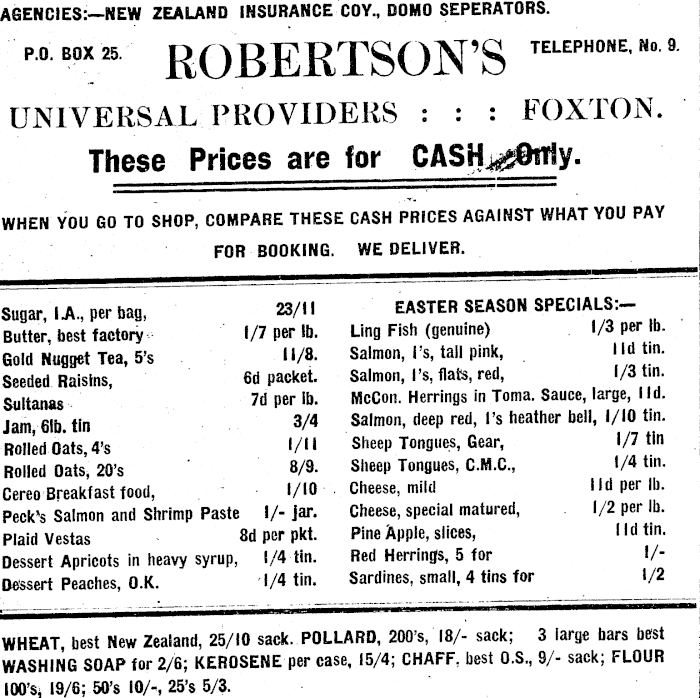 AGENCIES:—NEW ZEALAND INSURANCE COY., DOMO SEPERATORS.
P.O. BOX 25.
ROBERTSON'S
TELEPHONE, No. 9.
UNIVERSAL PROVIDERS : : : FOXTON.
These Prices are for CASH Only.
WHEN YOU GO TO SHOP, COMPARE THESE CASH PRICES AGAINST WHAT YOU PAY
FOR BOOKING. WE DELIVER.
Sugar, I.A., per bag, 23/11
Butter, best factory 1/7 per lb.
Gold Nugget Tea, 5's 11/8.
Seeded Raisins, 6d packet.
Sultanas 7d per lb.
Jam, 6lb. tin 3/4
Rolled Oats, 4's 1/11
Rolled Oats, 20's 8/9.
Cereo Breakfast food, 1/10
Peck's Salmon and Shrimp Paste 1/- jar.
Plaid Vestas 8d per pkt.
Dessert Apricots in heavy syrup, 1/4 tin.
Dessert Peaches, O.K. 1/4 tin.
EASTER SEASON SPECIALS:—
Ling Fish (genuine) 1/3 per lb.
Salmon, 1's, tall pink, 11d tin.
Salmon, 1's, flats, red, 1/3 tin.
McCon. Herrings in Toma. Sauce, large, 11d.
Salmon, deep red, 1's heather bell, 1/10 tin.
Sheep Tongues, Gear, 1/7 tin
Sheep Tongues, C.M.C., 1/4 tin.
Cheese, mild 11d per lb.
Cheese, special matured, 1/2 per lb.
Pine Apple, slices, 11d tin.
Red Herrings, 5 for 1/-
Sardines, small, 4 tins for 1/2
WHEAT, best New Zealand, 25/10 sack. POLLARD, 200's, 18/- sack; 3 large bars best
WASHING SOAP for 2/6; KEROSENE per case, 15/4; CHAFF, best O.S., 9/- sack; FLOUR
100's, 19/6; 50's 10/-, 25's 5/3.